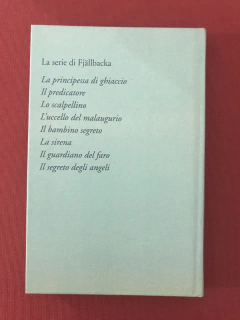 La serie di Fjällbacka
La principessa di ghiaccio
Il predicatore
Lo scalpellino
L'uccello del malaugurio
Il bambino segreto
La sirena
Il guardiano del faro
Il segreto degli angeli